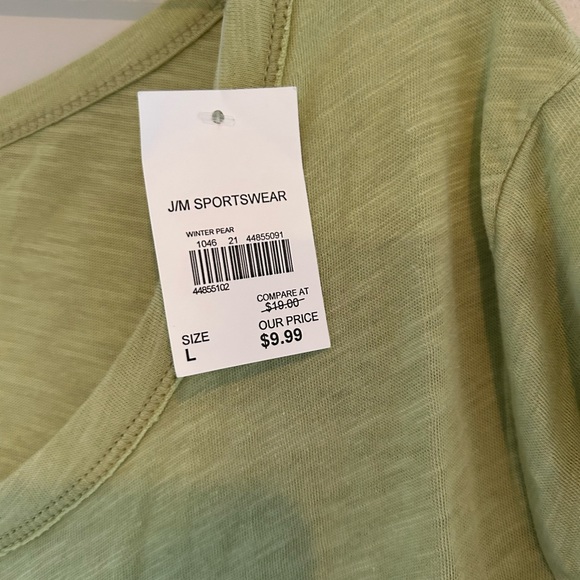 J/M SPORTSWEAR
WINTER PEAR
1046 21 44855091
44855102
COMPARE AT
$19.00
OUR PRICE
$9.99
SIZE
L